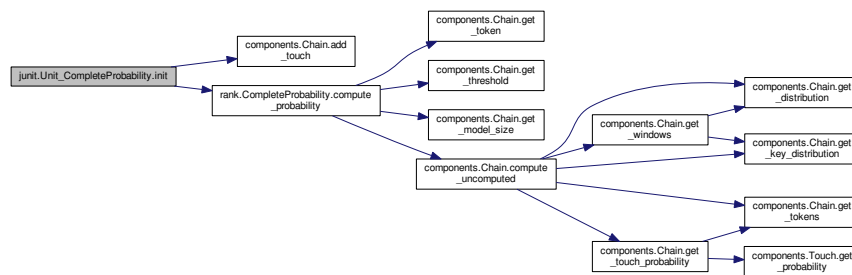 junit.Unit_CompleteProbability.init
components.Chain.add
_touch
rank.CompleteProbability.compute
_probability
components.Chain.get
_token
components.Chain.get
_threshold
components.Chain.get
_model_size
components.Chain.compute
_uncomputed
components.Chain.get
_windows
components.Chain.get
_touch_probability
components.Chain.get
_distribution
components.Chain.get
_key_distribution
components.Chain.get
_tokens
components.Touch.get
_probability